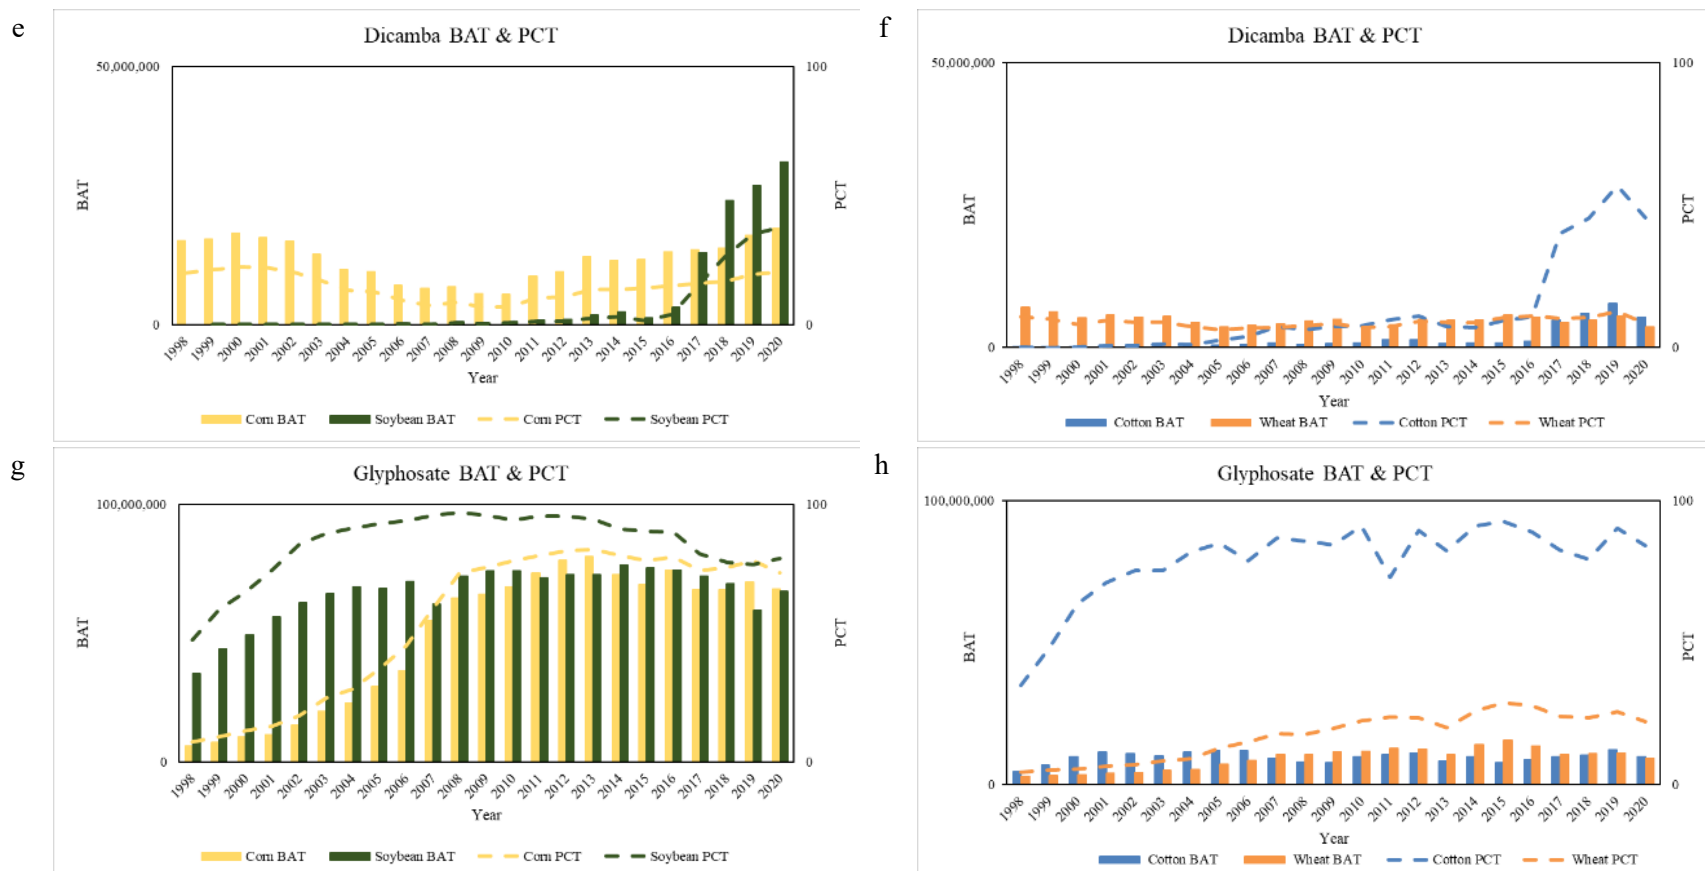 e
Dicamba BAT & PCT
50,000,000
100
BAT
PCT
0
0
1998 1999 2000 2001 2002 2003 2004 2005 2006 2007 2008 2009 2010 2011 2012 2013 2014 2015 2016 2017 2018 2019 2020
Year
Corn BAT Soybean BAT Corn PCT Soybean PCT
f
Dicamba BAT & PCT
50,000,000
100
BAT
PCT
0
0
1998 1999 2000 2001 2002 2003 2004 2005 2006 2007 2008 2009 2010 2011 2012 2013 2014 2015 2016 2017 2018 2019 2020
Year
Cotton BAT Wheat BAT Cotton PCT Wheat PCT
g
Glyphosate BAT & PCT
100,000,000
100
BAT
PCT
0
0
1998 1999 2000 2001 2002 2003 2004 2005 2006 2007 2008 2009 2010 2011 2012 2013 2014 2015 2016 2017 2018 2019 2020
Year
Corn BAT Soybean BAT Corn PCT Soybean PCT
h
Glyphosate BAT & PCT
100,000,000
100
BAT
PCT
0
0
1998 1999 2000 2001 2002 2003 2004 2005 2006 2007 2008 2009 2010 2011 2012 2013 2014 2015 2016 2017 2018 2019 2020
Year
Cotton BAT Wheat BAT Cotton PCT Wheat PCT